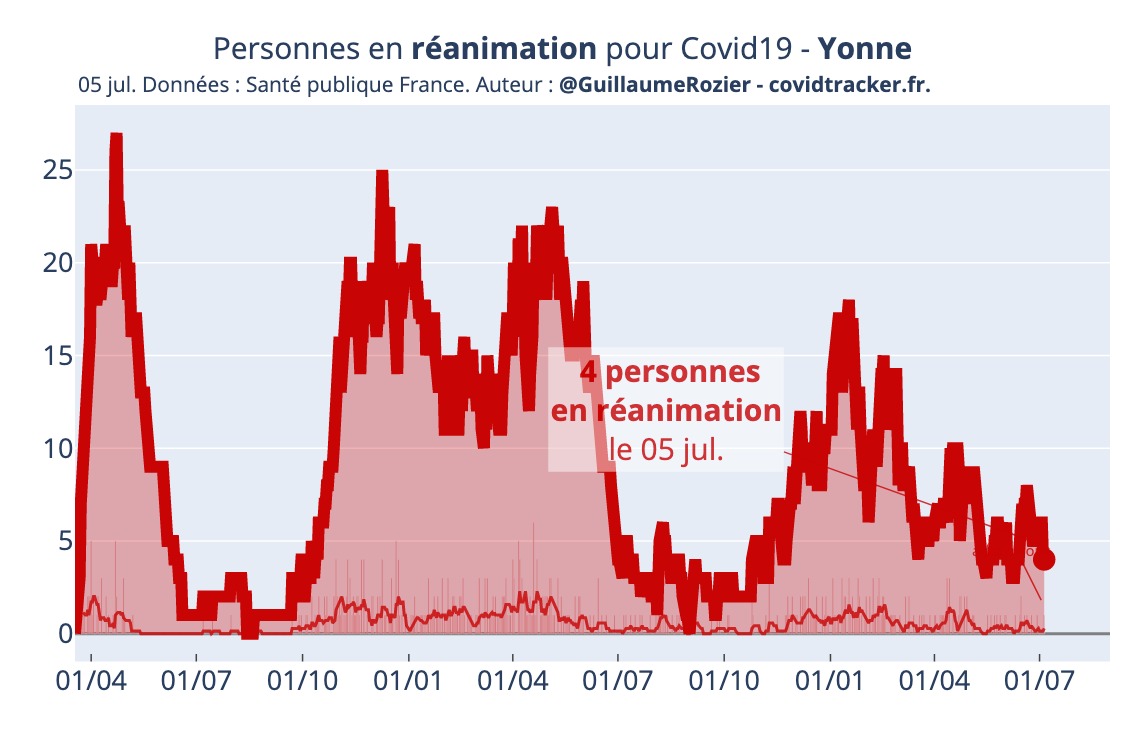 Personnes en réanimation pour Covid19 - Yonne
05 jul. Données : Santé publique France. Auteur : @GuillaumeRozier - covidtracker.fr.
25
20
15
10
5
0
4 personnes
en réanimation
le 05 jul.
01/04 01/07 01/10 01/01 01/04 01/07 01/10 01/01 01/04 01/07